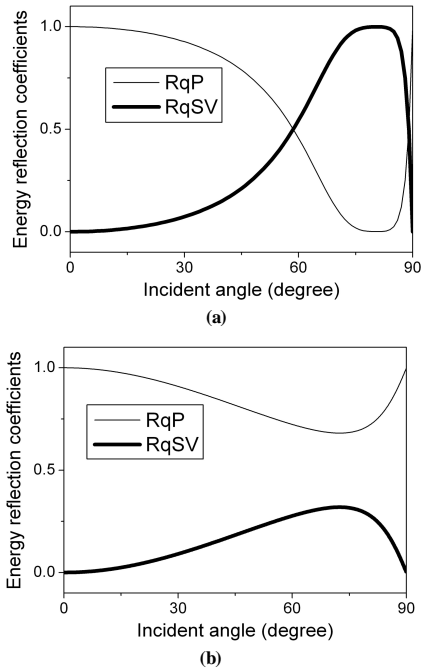 1.0
0.5
0.0
Energy reflection coefficients
RqP
RqSV
0
30
60
90
Incident angle (degree)
(a)
1.0
0.5
0.0
Energy reflection coefficients
RqP
RqSV
0
30
60
90
Incident angle (degree)
(b)